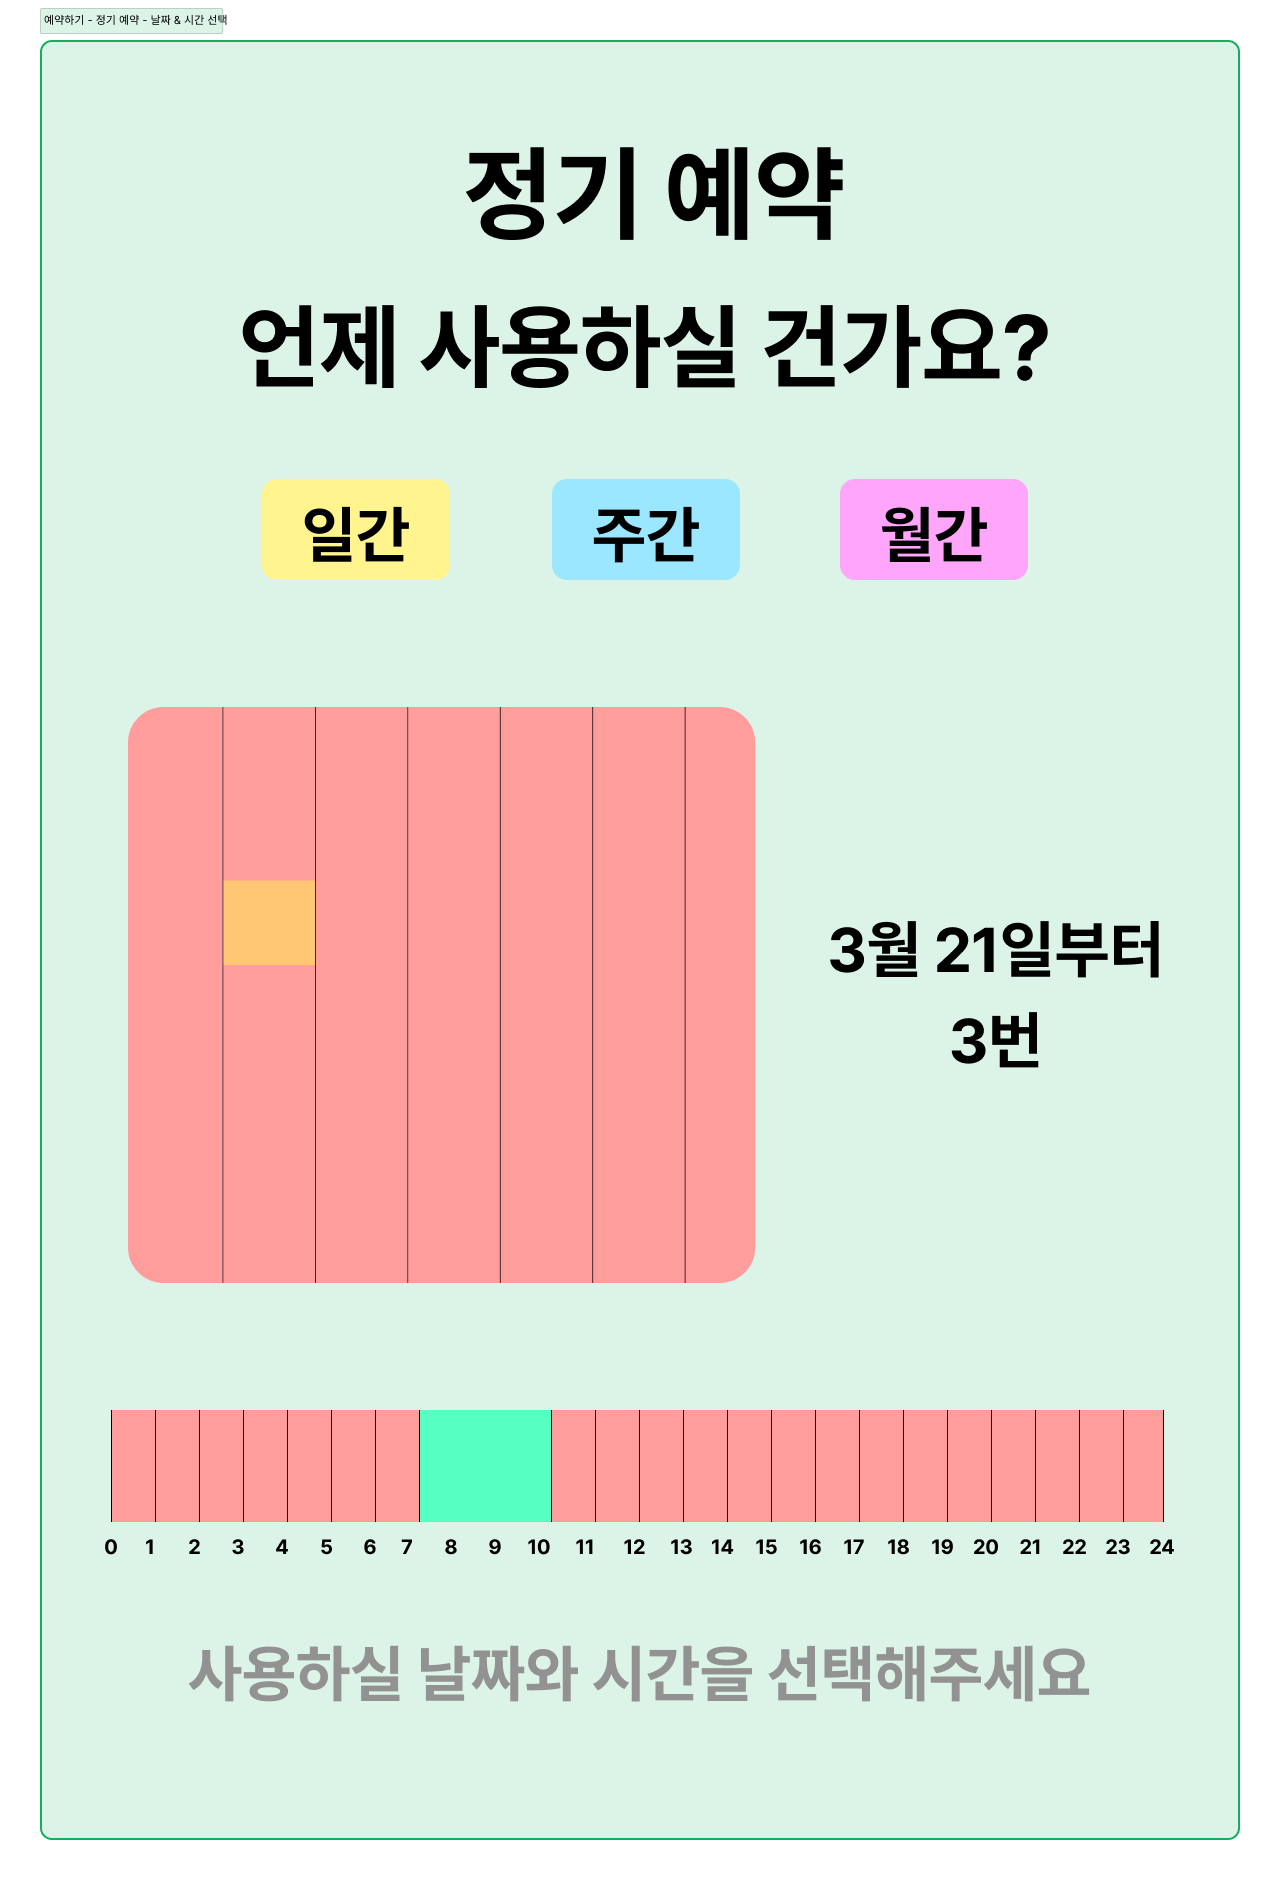 예약하기 - 정기 예약 - 날짜 & 시간 선택
정기 예약
언제 사용하실 건가요?
일간 주간 월간
3월 21일부터
3번
0 1 2 3 4 5 6 7 8 9 10 11 12 13 14 15 16 17 18 19 20 21 22 23 24
사용하실 날짜와 시간을 선택해주세요